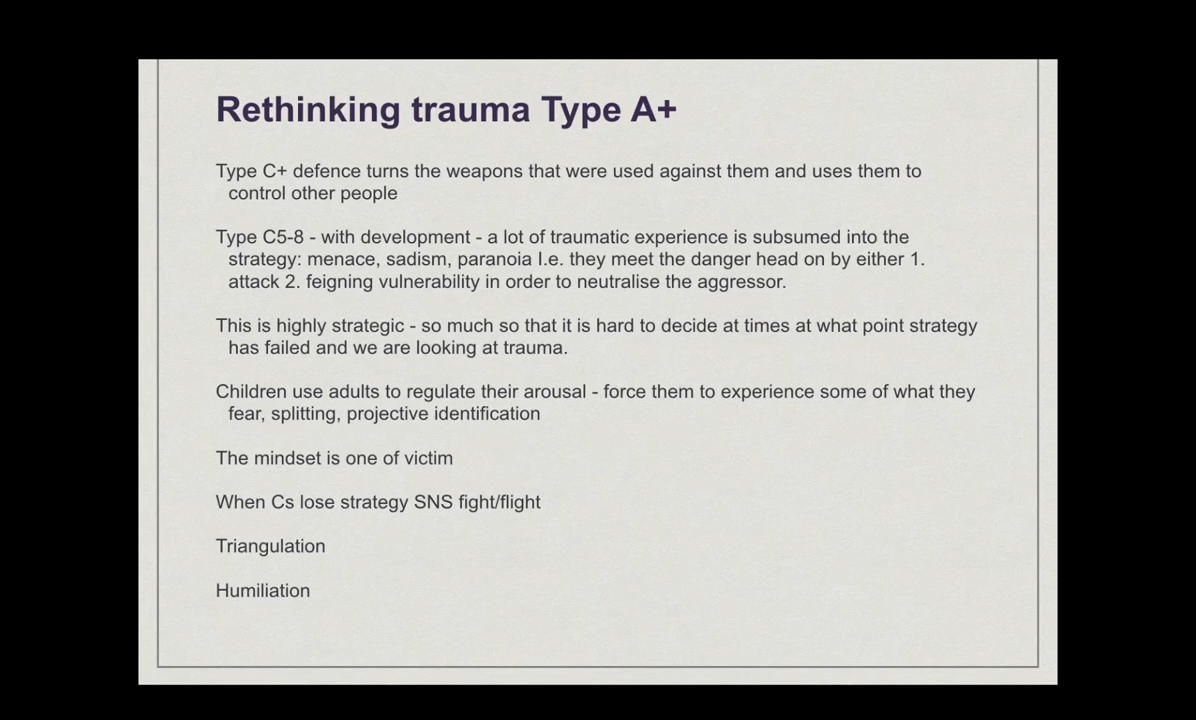 Rethinking trauma Type A+
Type C+ defence turns the weapons that were used against them and uses them to
control other people
Type C5-8 - with development - a lot of traumatic experience is subsumed into the
strategy: menace, sadism, paranoia I.e. they meet the danger head on by either 1.
attack 2. feigning vulnerability in order to neutralise the aggressor.
This is highly strategic - so much so that it is hard to decide at times at what point strategy
has failed and we are looking at trauma.
Children use adults to regulate their arousal - force them to experience some of what they
fear, splitting, projective identification
The mindset is one of victim
When Cs lose strategy SNS fight/flight
Triangulation
Humiliation